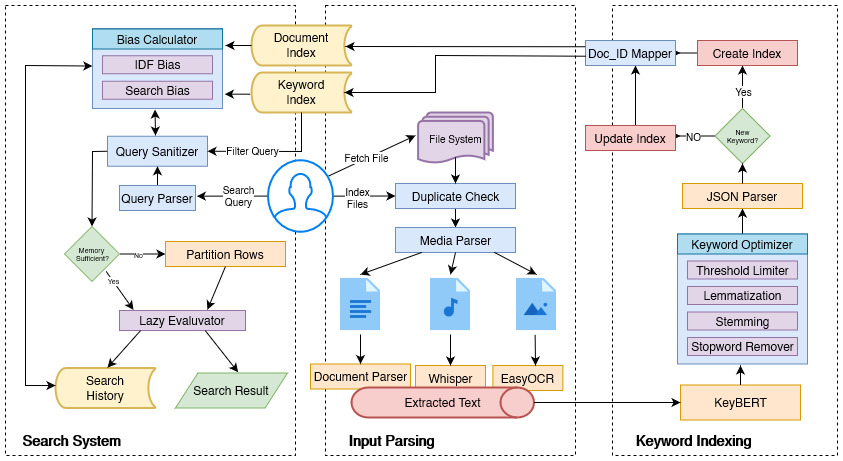 Bias Calculator
IDF Bias
Search Bias
Document
Index
Keyword
Index
Query Sanitizer
Filter Query
Query Parser
Search
Query
Memory
Sufficient?
No
Yes
Partition Rows
Lazy Evaluvator
Search
History
Search Result
Search System
Fetch File
File System
Index
Files
Duplicate Check
Media Parser
Document Parser
Whisper
EasyOCR
Extracted Text
Input Parsing
Doc_ID Mapper
Create Index
Yes
Update Index
NO
New
Keyword?
JSON Parser
Keyword Optimizer
Threshold Limiter
Lemmatization
Stemming
Stopword Remover
KeyBERT
Keyword Indexing